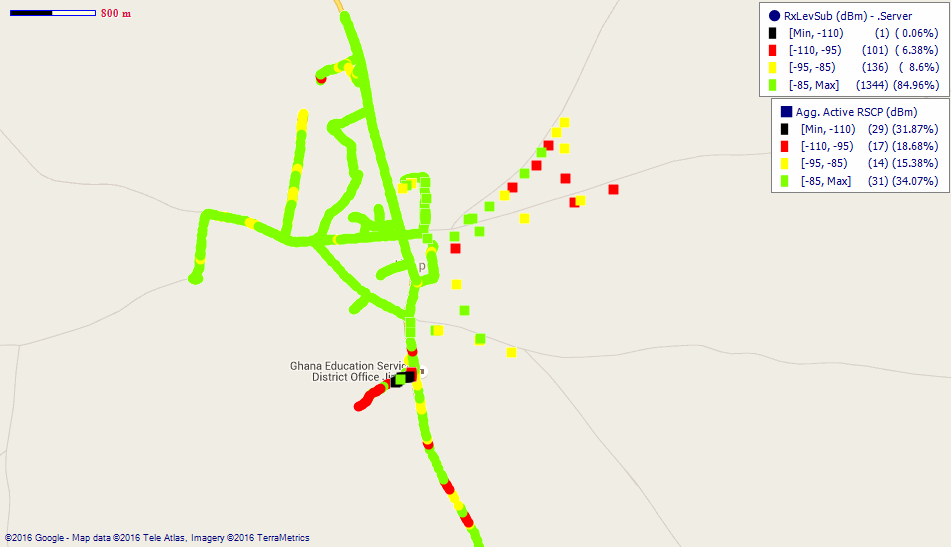 800 m
RxLevSub (dBm) - .Server
[Min, -110) (1) ( 0.06%)
[-110, -95) (101) ( 6.38%)
[-95, -85) (136) ( 8.6%)
[-85, Max] (1344) (84.96%)
Agg. Active RSCP (dBm)
[Min, -110) (29) (31.87%)
[-110, -95) (17) (18.68%)
[-95, -85) (14) (15.38%)
[-85, Max] (31) (34.07%)
p
Ghana Education Servic
District Office Ji
©2016 Google - Map data ©2016 Tele Atlas, Imagery ©2016 TerraMetrics